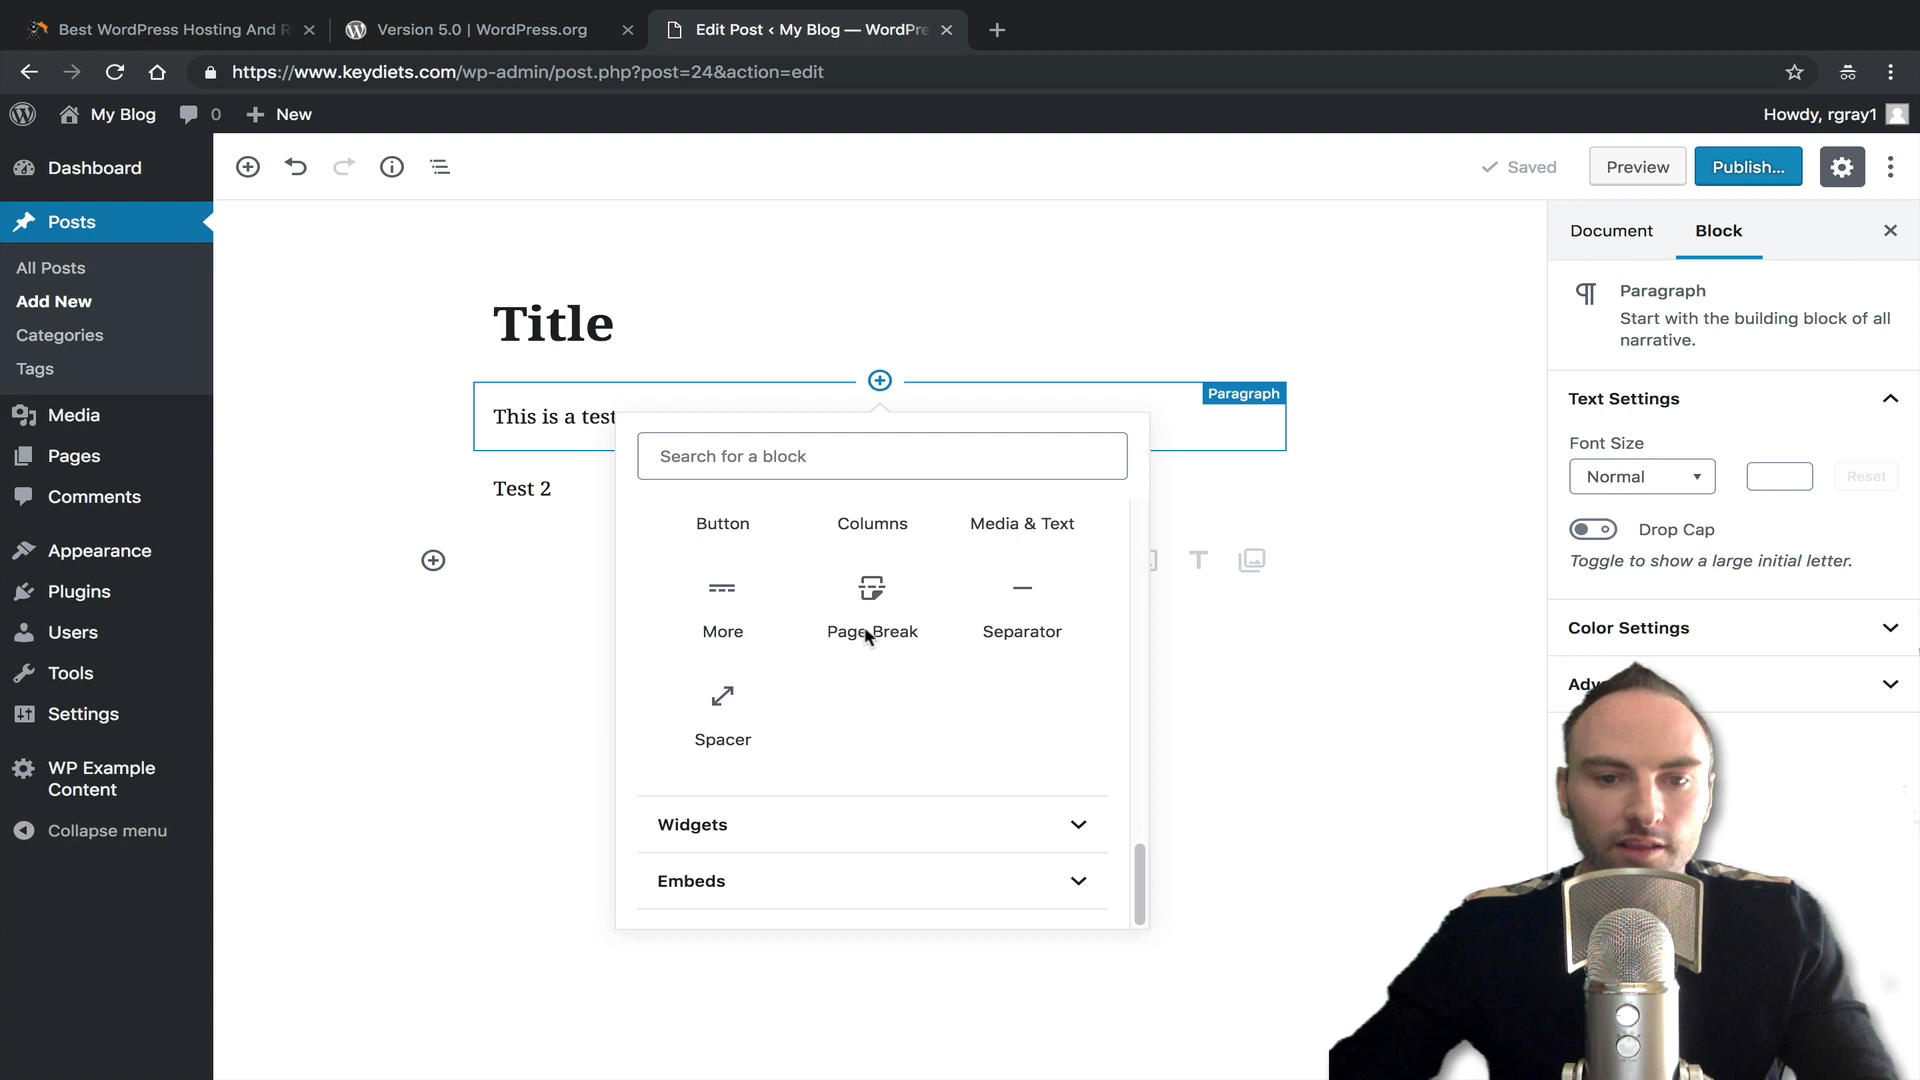 Best WordPress Hosting And R
Version 5.0 | WordPress.org
Edit Post ‹ My Blog — WordPre
https://www.keydiets.com/wp-admin/post.php?post=24&action=edit
My Blog
0
New
Howdy, rgray1
Dashboard
Posts
All Posts
Add New
Categories
Tags
Media
Pages
Comments
Appearance
Plugins
Users
Tools
Settings
WP Example
Content
Collapse menu
Saved
Preview
Publish...
Title
Paragraph
This is a test
Test 2
Search for a block
Button
Columns
Media & Text
More
Page Break
Separator
Spacer
Widgets
Embeds
Document
Block
Paragraph
Start with the building block of all
narrative.
Text Settings
Font Size
Normal
Reset
Drop Cap
Toggle to show a large initial letter.
Color Settings